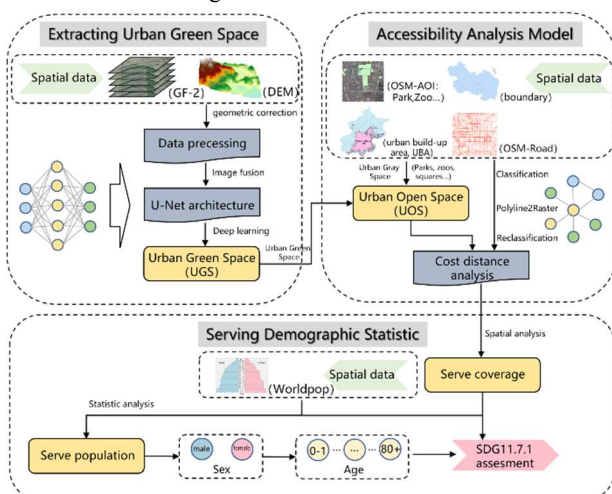 Extracting Urban Green Space
Spatial data
(GF-2)
(DEM)
geometric correction
Data precessing
Image fusion
U-Net architecture
Deep learning
Urban Green Space
(UGS)
Urban Green
Space
Accessibility Analysis Model
(OSM-AOI:
Park,Zoo...)
(boundary)
Spatial data
(urban build-up
area, UBA)
(OSM-Road)
Urban Gray
Space
(Parks, zoos,
squares...)
Classification
Urban Open Space
(UOS)
Polyline2Raster
Reclassification
Cost distance
analysis
Spatial analysis
Serving Demographic Statistic
(Worldpop)
Spatial data
Serve coverage
Statistic analysis
Serve population
male
female
Sex
0-1
...
...
...
80+
Age
SDG11.7.1
assesment